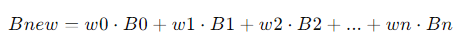 Bnew = w0 · B0 + w1 · B1 + w2 · B2 + ... + wn · Bn